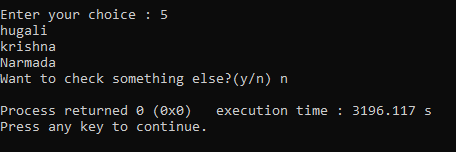 Enter your choice : 5
hugali
krishna
Narmada
Want to check something else?(y/n) n
Process returned 0 (0x0)   execution time : 3196.117 s
Press any key to continue.